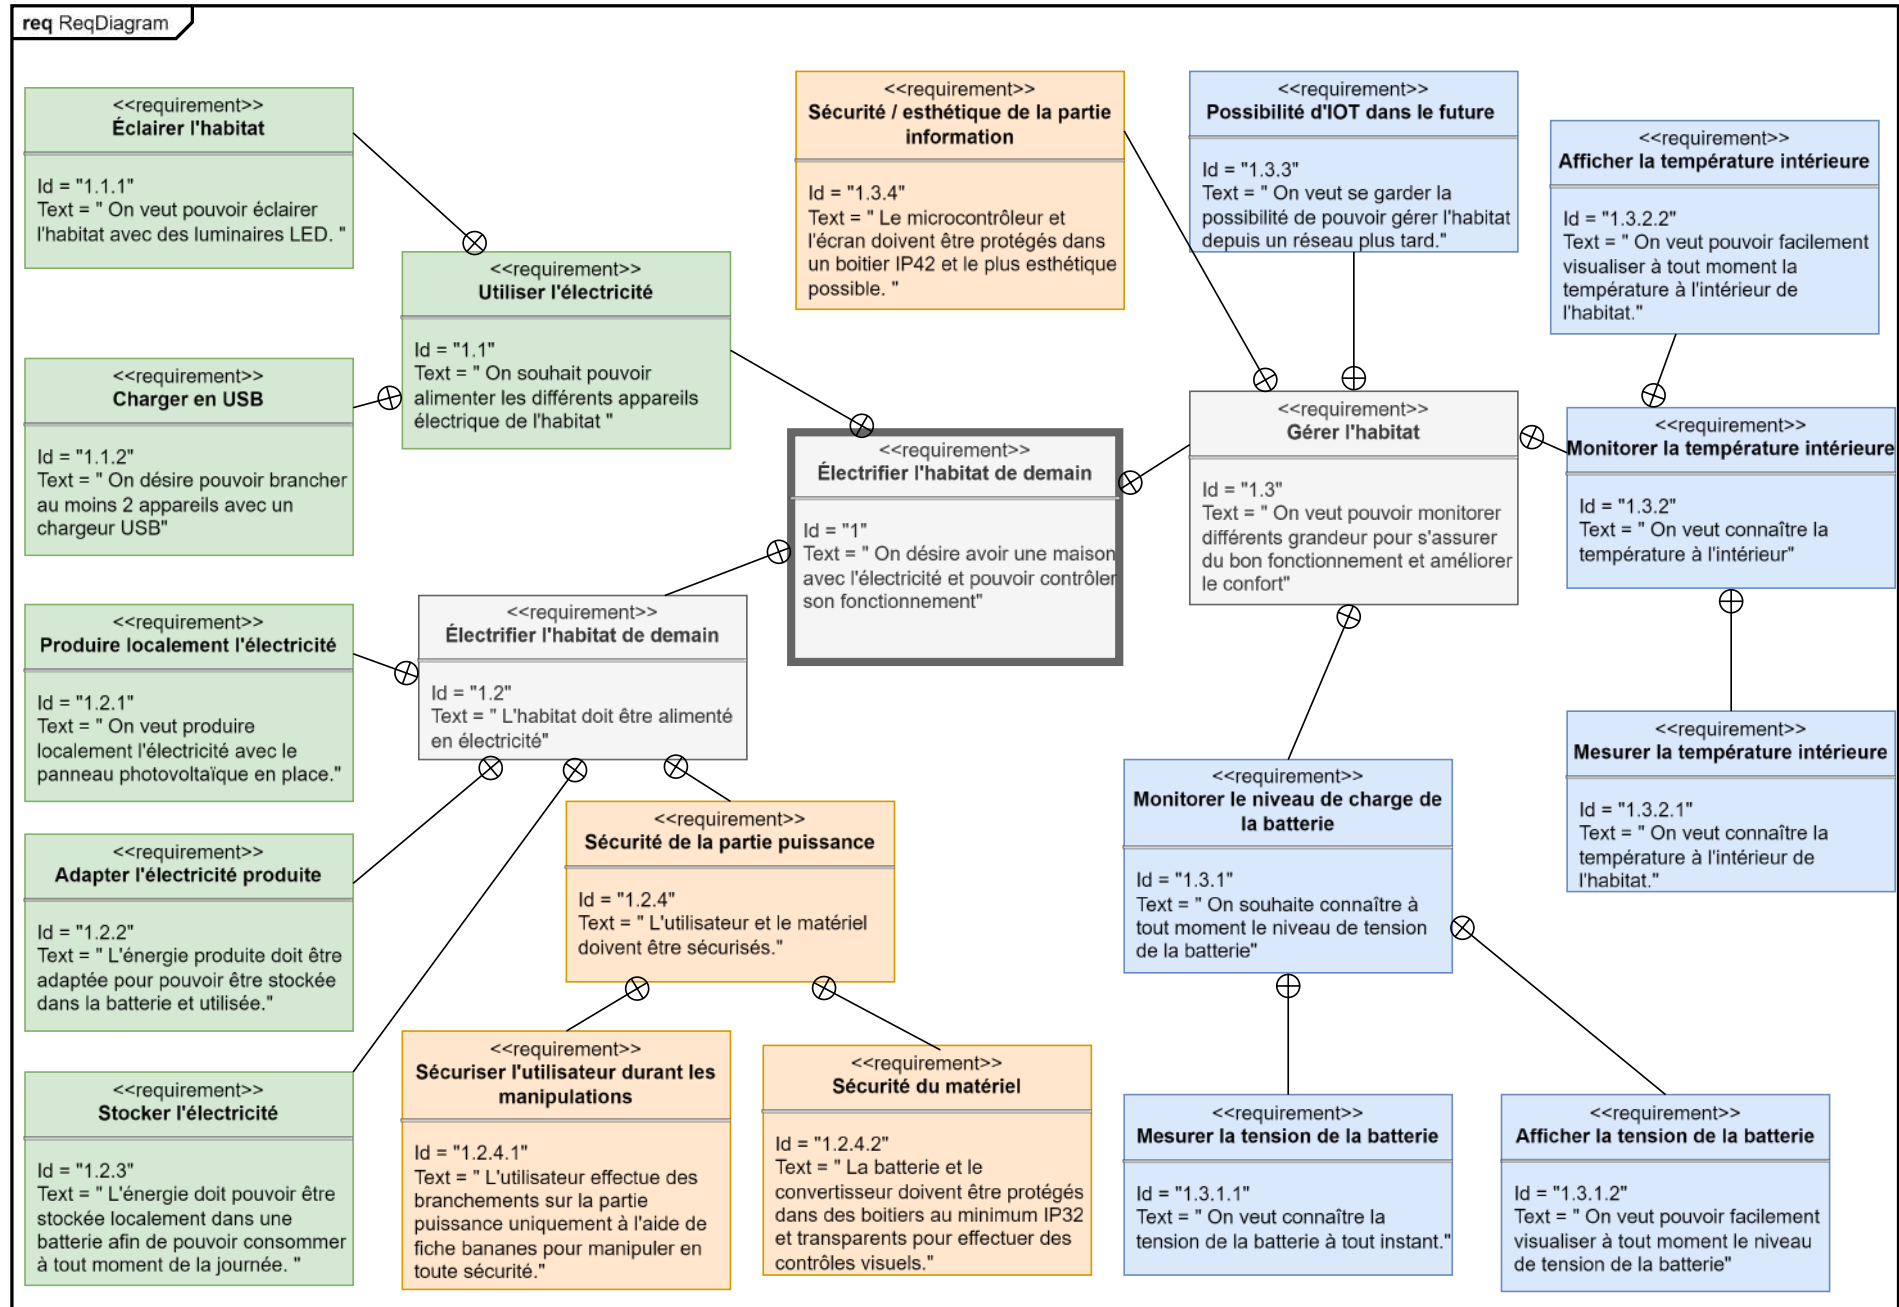 req ReqDiagram
<<requirement>>
Éclairer l'habitat
Id = "1.1.1"
Text = " On veut pouvoir éclairer
l'habitat avec des luminaires LED. "
<<requirement>>
Utiliser l'électricité
Id = "1.1"
Text = " On souhait pouvoir
alimenter les différents appareils
électrique de l'habitat "
<<requirement>>
Sécurité / esthétique de la partie
information
Id = "1.3.4"
Text = " Le microcontrôleur et
l'écran doivent être protégés dans
un boitier IP42 et le plus esthétique
possible. "
<<requirement>>
Possibilité d'IOT dans le future
Id = "1.3.3"
Text = " On veut se garder la
possibilité de pouvoir gérer l'habitat
depuis un réseau plus tard."
<<requirement>>
Afficher la température intérieure
Id = "1.3.2.2"
Text = " On veut pouvoir facilement
visualiser à tout moment la
température à l'intérieur de
l'habitat."
<<requirement>>
Charger en USB
Id = "1.1.2"
Text = " On désire pouvoir brancher
au moins 2 appareils avec un
chargeur USB"
<<requirement>>
Électrifier l'habitat de demain
Id = "1"
Text = " On désire avoir une maison
avec l'électricité et pouvoir contrôler
son fonctionnement"
<<requirement>>
Gérer l'habitat
Id = "1.3"
Text = " On veut pouvoir monitorer
différents grandeur pour s'assurer
du bon fonctionnement et améliorer
le confort"
<<requirement>>
Monitorer la température intérieure
Id = "1.3.2"
Text = " On veut connaître la
température à l'intérieur"
<<requirement>>
Produire localement l'électricité
Id = "1.2.1"
Text = " On veut produire
localement l'électricité avec le
panneau photovoltaïque en place."
<<requirement>>
Électrifier l'habitat de demain
Id = "1.2"
Text = " L'habitat doit être alimenté
en électricité"
<<requirement>>
Mesurer la température intérieure
Id = "1.3.2.1"
Text = " On veut connaître la
température à l'intérieur de
l'habitat."
<<requirement>>
Adapter l'électricité produite
Id = "1.2.2"
Text = " L'énergie produite doit être
adaptée pour pouvoir être stockée
dans la batterie et utilisée."
<<requirement>>
Sécurité de la partie puissance
Id = "1.2.4"
Text = " L'utilisateur et le matériel
doivent être sécurisés."
<<requirement>>
Monitorer le niveau de charge de
la batterie
Id = "1.3.1"
Text = " On souhaite connaître à
tout moment le niveau de tension
de la batterie"
<<requirement>>
Stocker l'électricité
Id = "1.2.3"
Text = " L'énergie doit pouvoir être
stockée localement dans une
batterie afin de pouvoir consommer
à tout moment de la journée. "
<<requirement>>
Sécuriser l'utilisateur durant les
manipulations
Id = "1.2.4.1"
Text = " L'utilisateur effectue des
branchements sur la partie
puissance uniquement à l'aide de
fiche bananes pour manipuler en
toute sécurité."
<<requirement>>
Sécurité du matériel
Id = "1.2.4.2"
Text = " La batterie et le
convertisseur doivent être protégés
dans des boitiers au minimum IP32
et transparents pour effectuer des
contrôles visuels."
<<requirement>>
Mesurer la tension de la batterie
Id = "1.3.1.1"
Text = " On veut connaître la
tension de la batterie à tout instant."
<<requirement>>
Afficher la tension de la batterie
Id = "1.3.1.2"
Text = " On veut pouvoir facilement
visualiser à tout moment le niveau
de tension de la batterie"